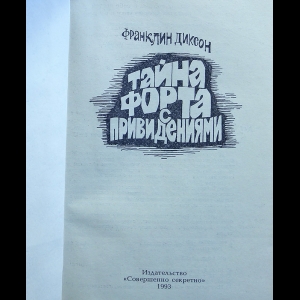 ФРАНКЛИН ДИКСОН
ТАЙНА
ФОРТА
С
ПРИВИДЕНИЯМИ
Издательство
«Совершенно секретно»
1993